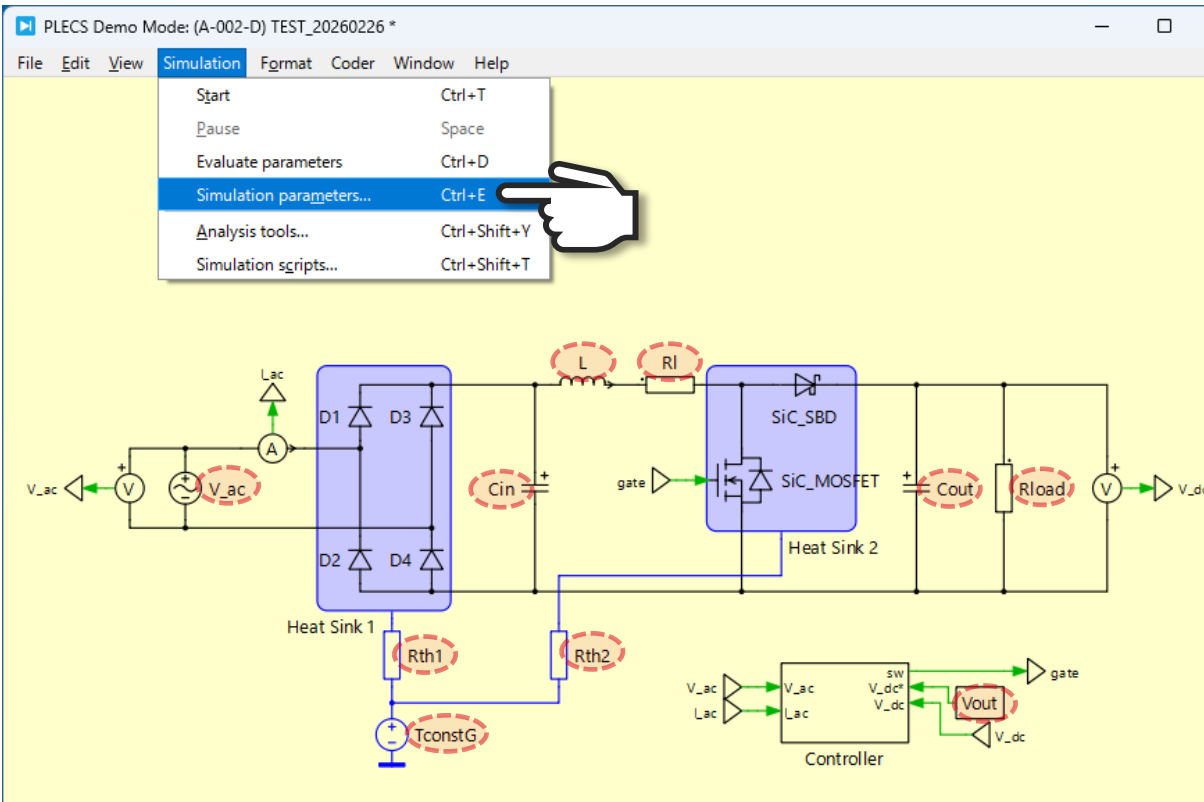 PLECS Demo Mode: (A-002-D) TEST_20260226 *
File Edit View Simulation Format Coder Window Help
Start Ctrl+T
Pause Space
Evaluate parameters Ctrl+D
Simulation parameters... Ctrl+E
Analysis tools... Ctrl+Shift+Y
Simulation scripts... Ctrl+Shift+T
I_ac
L
Rl
D1
D3
SiC_SBD
A
V_ac
V
V_ac
Cin
gate
SiC_MOSFET
Cout
Rload
V
V_dc
D2
D4
Heat Sink 2
Heat Sink 1
Rth1
Rth2
V_ac
I_ac
V_ac
I_ac
sw
V_dc*
V_dc
gate
Vout
V_dc
TconstG
Controller